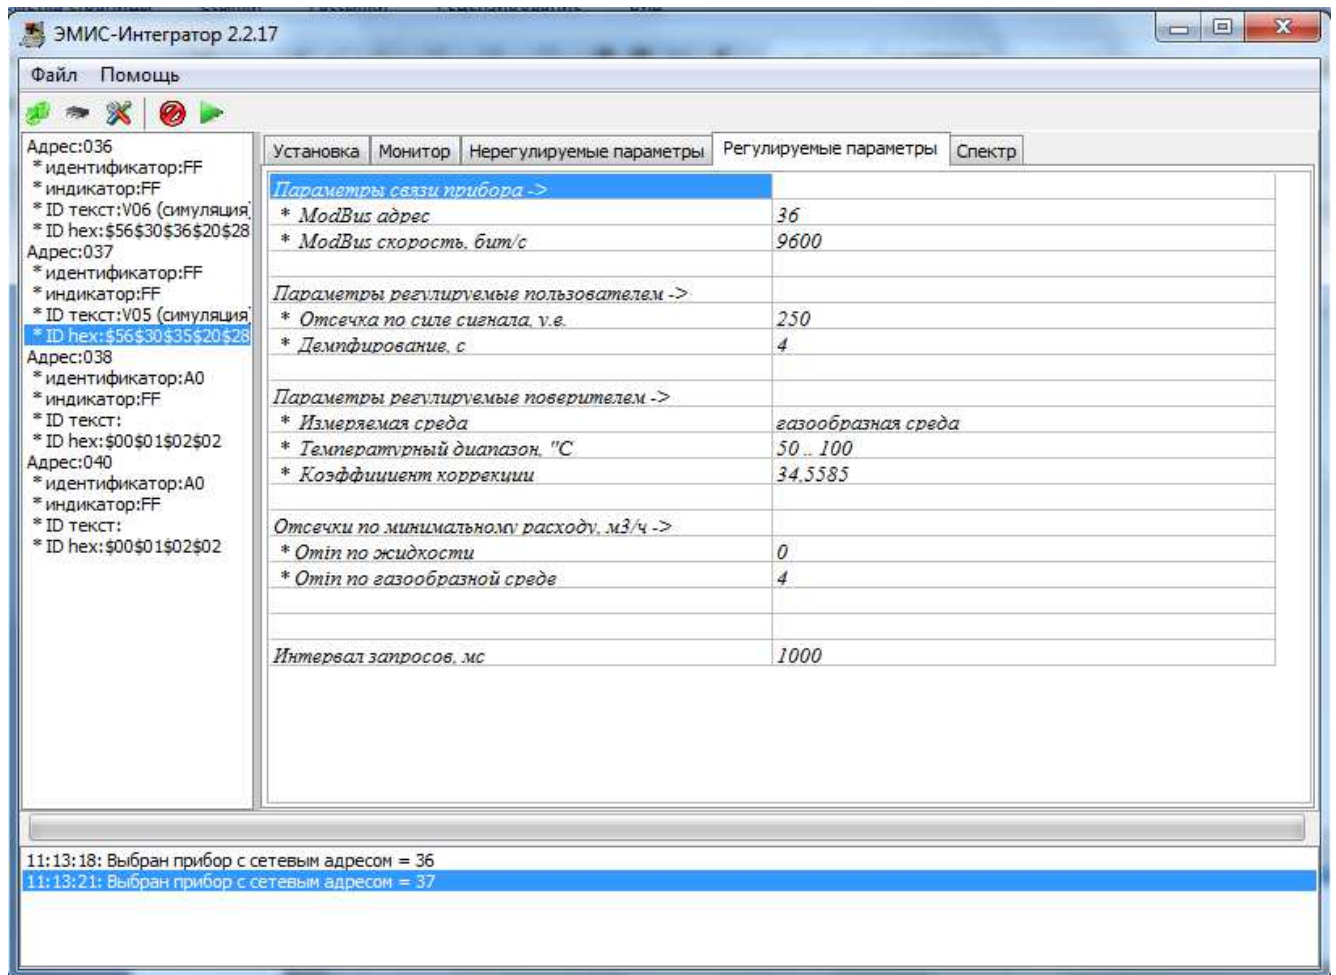 ЭМИС-Интегратор 2.2.17
Файл Помощь
Адрес:036
* идентификатор:FF
* индикатор:FF
* ID текст:V06 (симуляция)
* ID hex:$56$30$36$20$28
Адрес:037
* идентификатор:FF
* индикатор:FF
* ID текст:V05 (симуляция)
* ID hex:$56$30$35$20$28
Адрес:038
* идентификатор:A0
* индикатор:FF
* ID текст:
* ID hex:$00$01$02$02
Адрес:040
* идентификатор:A0
* индикатор:FF
* ID текст:
* ID hex:$00$01$02$02
Установка Монитор Нерегулируемые параметры Регулируемые параметры Спектр
Параметры связи прибора ->
* ModBus адрес 36
* ModBus скорость, бит/с 9600
Параметры регулируемые пользователем ->
* Отсечка по силе сигнала, у.е. 250
* Демпфирование, с 4
Параметры регулируемые поверителем ->
* Измеряемая среда газообразная среда
* Температурный диапазон, "С 50 .. 100
* Коэффициент коррекции 34,5585
Отсечки по минимальному расходу, м3/ч ->
* Qmin по жидкости 0
* Qmin по газообразной среде 4
Интервал запросов, мс 1000
11:13:18: Выбран прибор с сетевым адресом = 36
11:13:21: Выбран прибор с сетевым адресом = 37